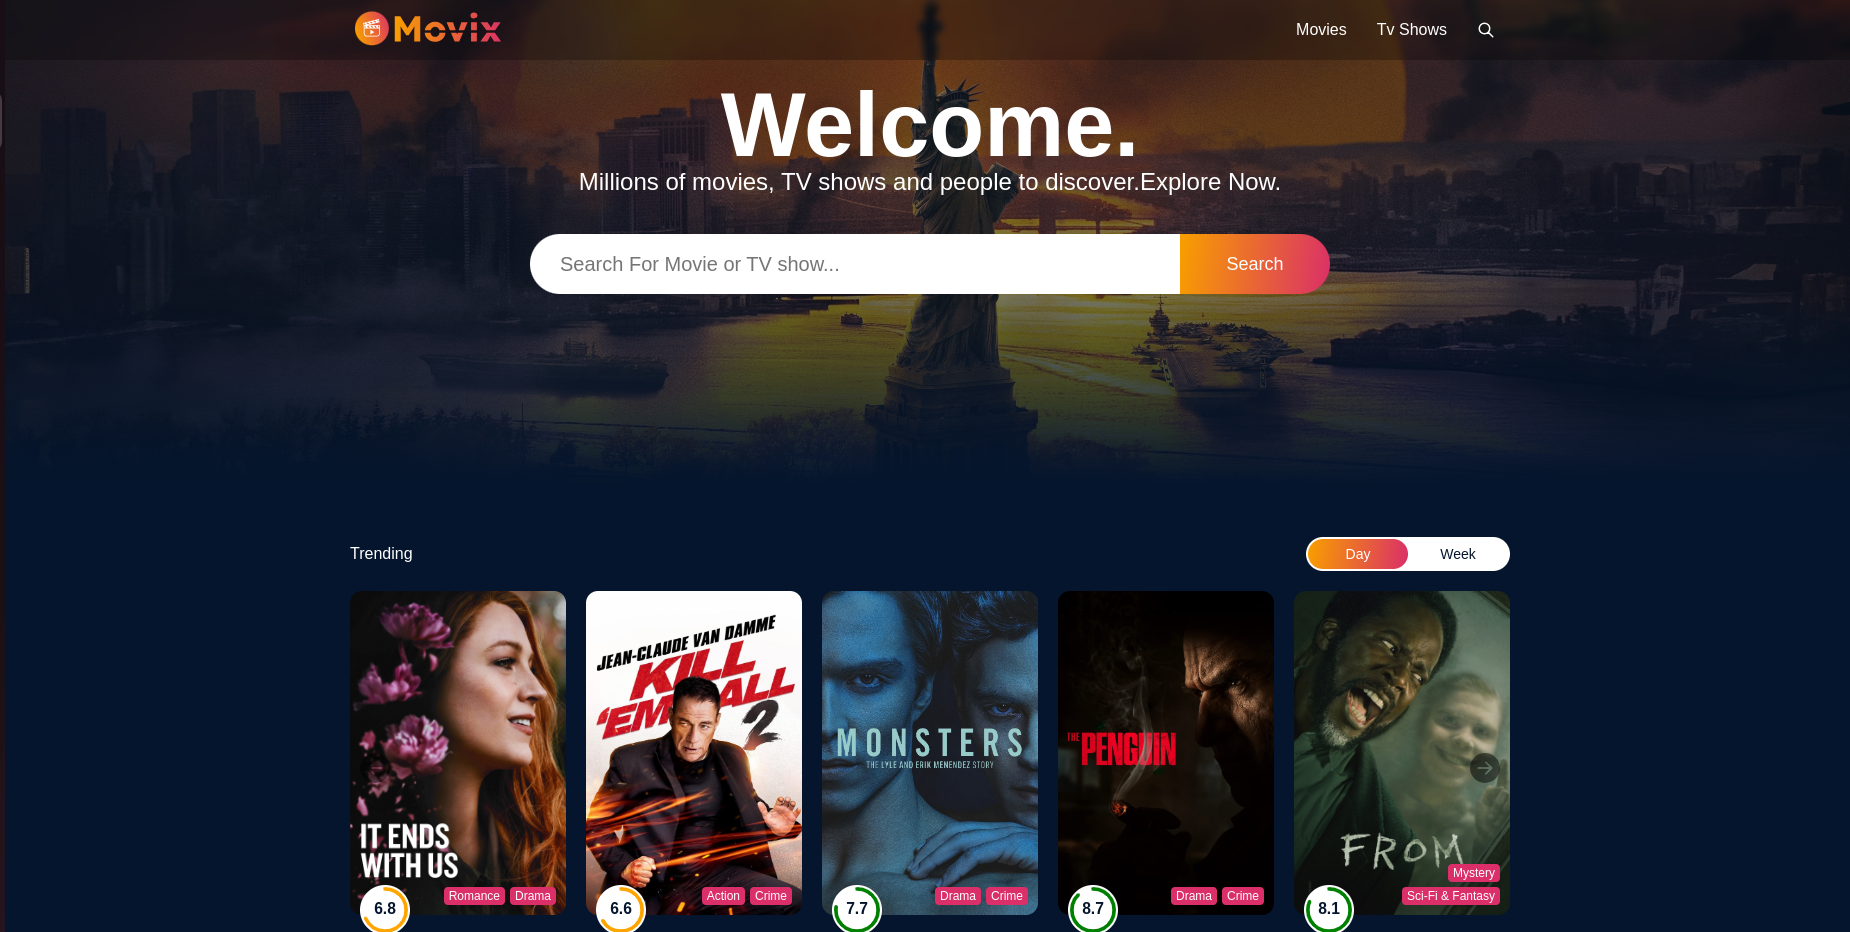 Movix
Movies
Tv Shows
Welcome.
Millions of movies, TV shows and people to discover.Explore Now.
Search For Movie or TV show...
Search
Trending
Day
Week
IT ENDS
WITH US
Romance
Drama
6.8
JEAN-CLAUDE VAN DAMME
KILL
'EM ALL
2
Action
Crime
6.6
MONSTERS
THE LYLE AND ERIK MENENDEZ STORY
Drama
Crime
7.7
THE PENGUIN
Drama
Crime
8.7
FROM
Mystery
Sci-Fi & Fantasy
8.1